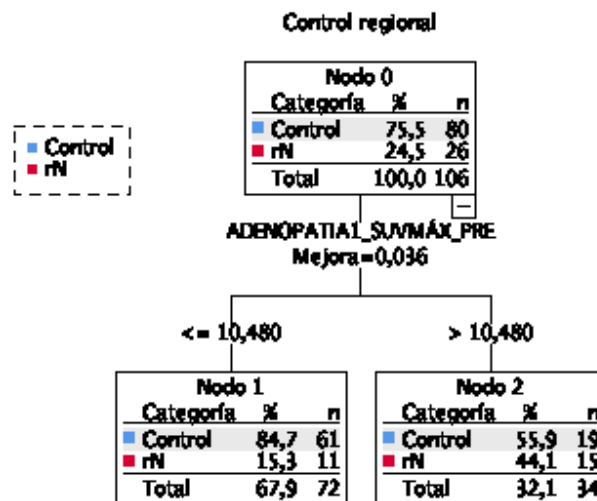 Control regional
Nodo 0
Categoría % n
Control 75,5 80
rN 24,5 26
Total 100,0 106
Control
rN
ADENOPATIA1_SUVMÁX_PRE
Mejora=0,036
<= 10,480
> 10,480
Nodo 1
Categoría % n
Control 84,7 61
rN 15,3 11
Total 67,9 72
Nodo 2
Categoría % n
Control 55,9 19
rN 44,1 15
Total 32,1 34